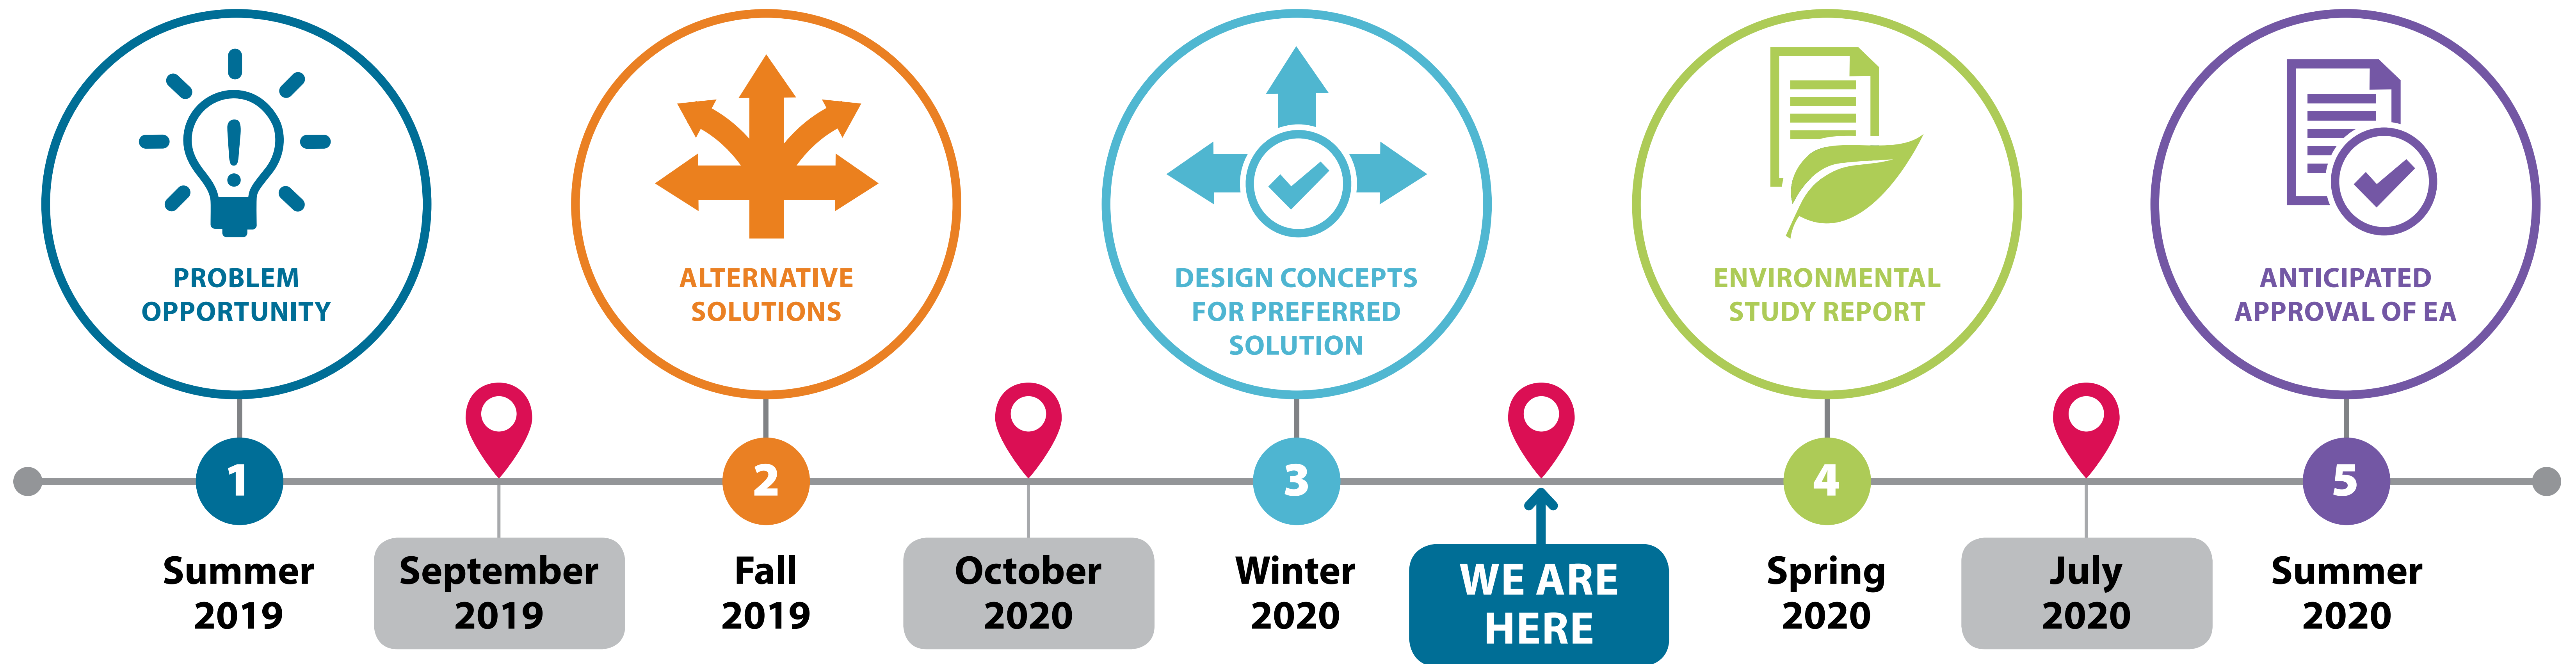 PROBLEM
OPPORTUNITY
ALTERNATIVE
SOLUTIONS
DESIGN CONCEPTS
FOR PREFERRED
SOLUTION
ENVIRONMENTAL
STUDY REPORT
ANTICIPATED
APPROVAL OF EA
1
2
3
4
5
Summer
2019
September
2019
Fall
2019
October
2020
Winter
2020
WE ARE
HERE
Spring
2020
July
2020
Summer
2020